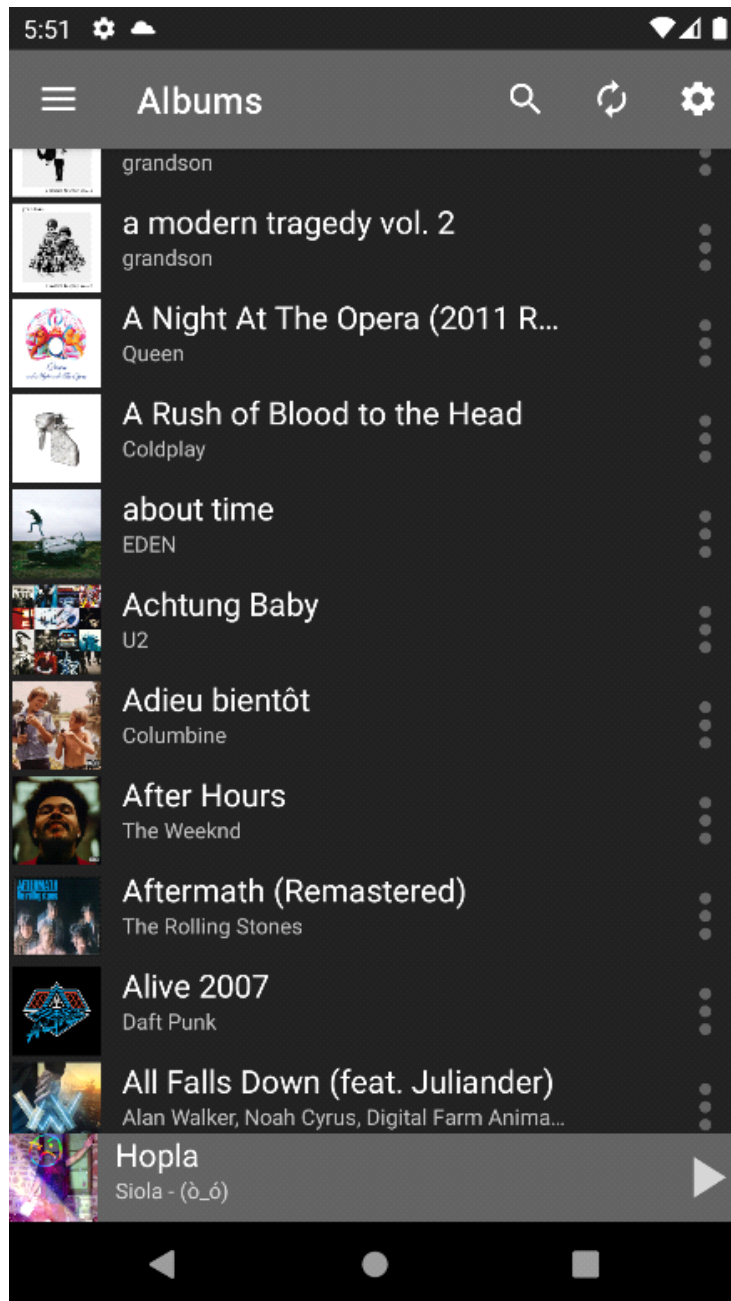 5:51
Albums
grandson
a modern tragedy vol. 2
grandson
A Night At The Opera (2011 R...
Queen
A Rush of Blood to the Head
Coldplay
about time
EDEN
Achtung Baby
U2
Adieu bientôt
Columbine
After Hours
The Weeknd
Aftermath (Remastered)
The Rolling Stones
Alive 2007
Daft Punk
All Falls Down (feat. Juliander)
Alan Walker, Noah Cyrus, Digital Farm Anima...
Hopla
Siola - (ò_ó)